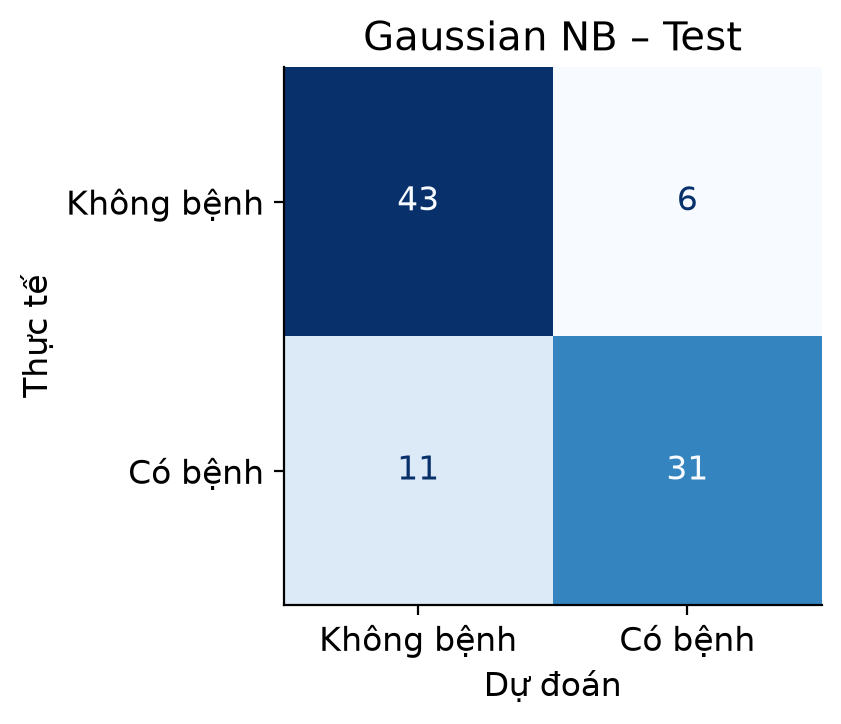 Gaussian NB – Test
Không bệnh
43
6
Thực tế
Có bệnh
11
31
Không bệnh
Có bệnh
Dự đoán